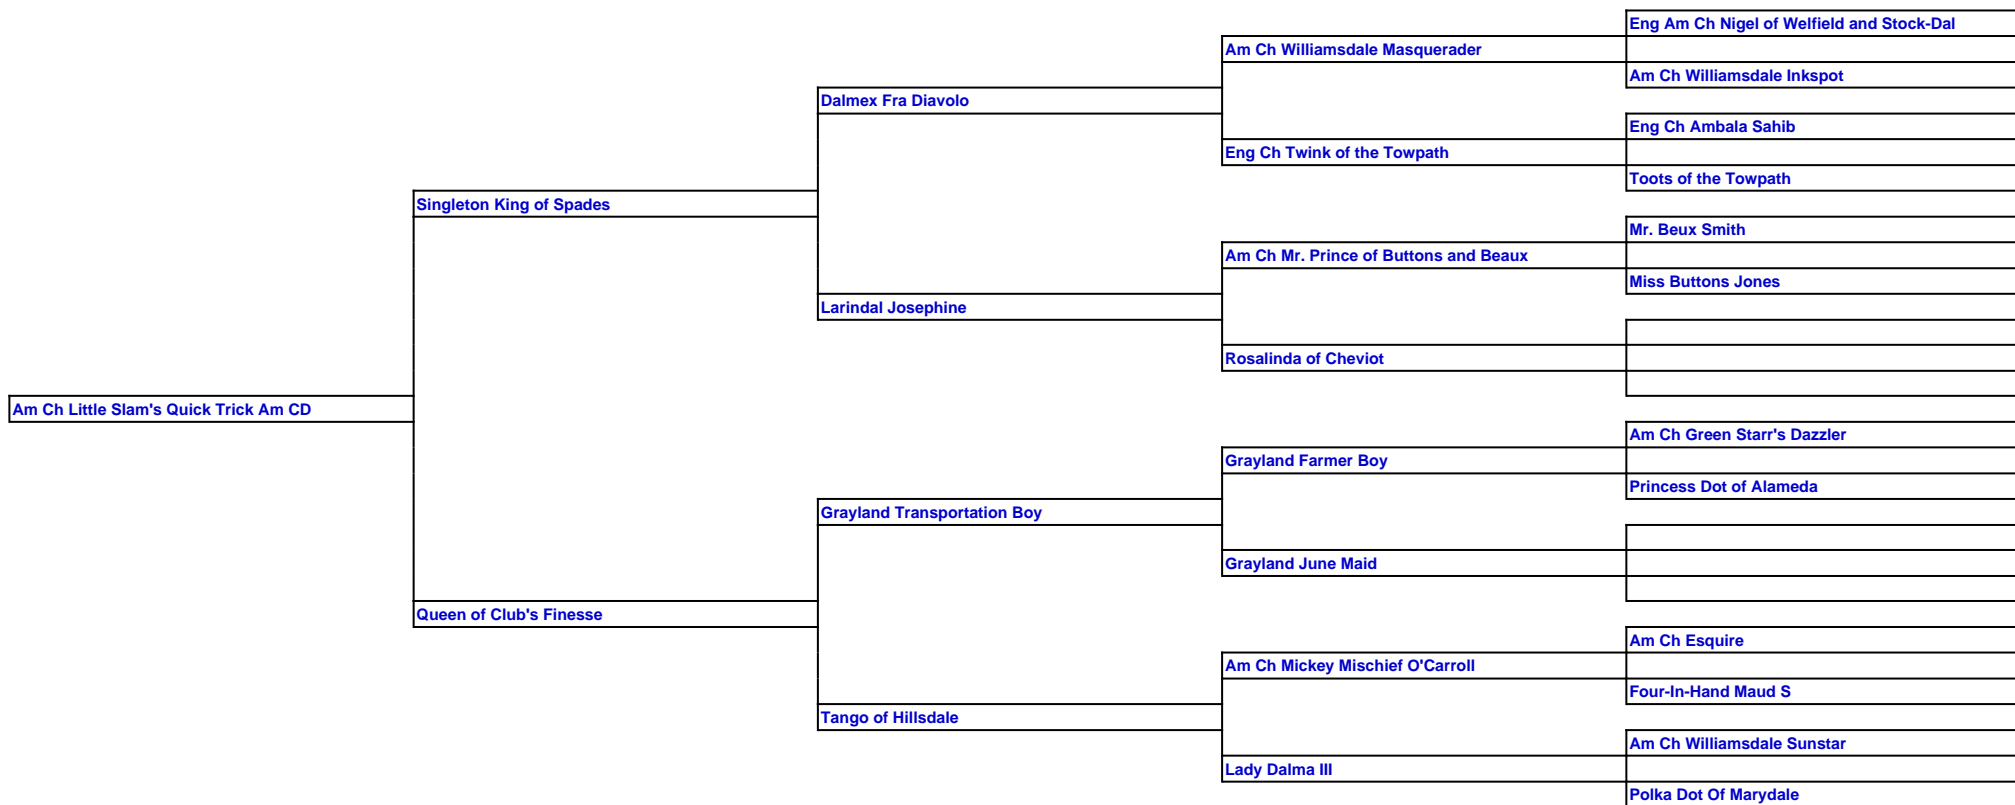 Eng Am Ch Nigel of Welfield and Stock-Dal
Am Ch Williamsdale Masquerader
Am Ch Williamsdale Inkspot
Dalmex Fra Diavolo
Eng Ch Ambala Sahib
Eng Ch Twink of the Towpath
Toots of the Towpath
Singleton King of Spades
Mr. Beux Smith
Am Ch Mr. Prince of Buttons and Beaux
Miss Buttons Jones
Larindal Josephine
Rosalinda of Cheviot
Am Ch Little Slam's Quick Trick Am CD
Am Ch Green Starr's Dazzler
Grayland Farmer Boy
Princess Dot of Alameda
Grayland Transportation Boy
Grayland June Maid
Queen of Club's Finesse
Am Ch Esquire
Am Ch Mickey Mischief O'Carroll
Four-In-Hand Maud S
Tango of Hillsdale
Am Ch Williamsdale Sunstar
Lady Dalma III
Polka Dot Of Marydale